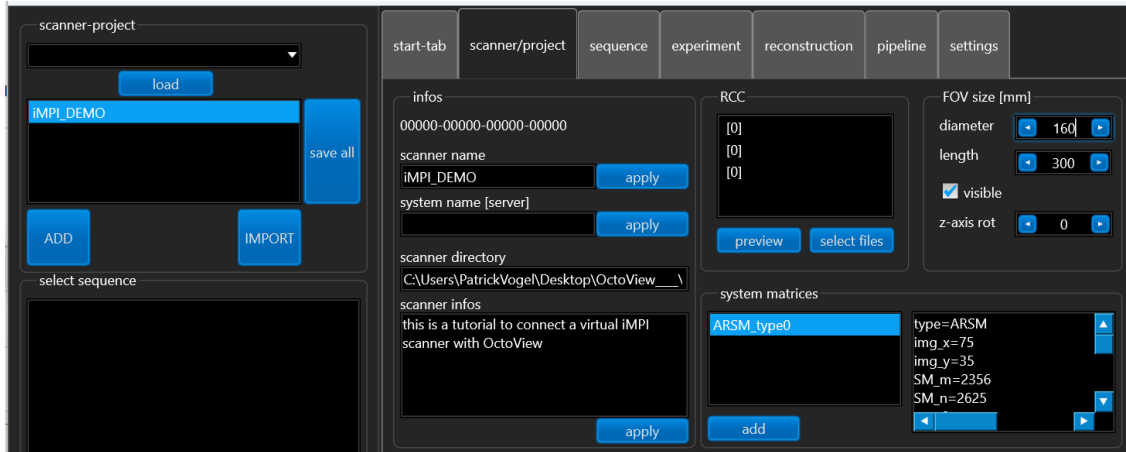 scanner-project
load
iMPI_DEMO
save all
ADD
IMPORT
select sequence
start-tab
scanner/project
sequence
experiment
reconstruction
pipeline
settings
infos
00000-00000-00000-00000
scanner name
iMPI_DEMO
apply
system name [server]
apply
scanner directory
C:\Users\PatrickVogel\Desktop\OctoView___\
scanner infos
this is a tutorial to connect a virtual iMPI
scanner with OctoView
apply
RCC
[0]
[0]
[0]
preview
select files
FOV size [mm]
diameter
160
length
300
visible
z-axis rot
0
system matrices
ARSM_type0
add
type=ARSM
img_x=75
img_y=35
SM_m=2356
SM_n=2625